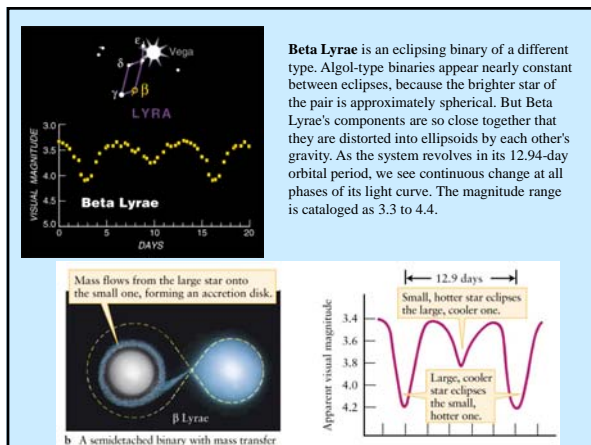 ε
Vega
δ
γ
β
LYRA
VISUAL MAGNITUDE
3.0
3.5
4.0
4.5
5.0
Beta Lyrae
0
5
10
15
20
DAYS
Beta Lyrae is an eclipsing binary of a different
type. Algol-type binaries appear nearly constant
between eclipses, because the brighter star of
the pair is approximately spherical. But Beta
Lyrae's components are so close together that
they are distorted into ellipsoids by each other's
gravity. As the system revolves in its 12.94-day
orbital period, we see continuous change at all
phases of its light curve. The magnitude range
is cataloged as 3.3 to 4.4.
Mass flows from the large star onto
the small one, forming an accretion disk.
β Lyrae
b A semidetached binary with mass transfer
12.9 days
Small, hotter star eclipses
the large, cooler one.
Apparent visual magnitude
3.4
3.6
3.8
4.0
4.2
Large, cooler
star eclipses
the small,
hotter one.